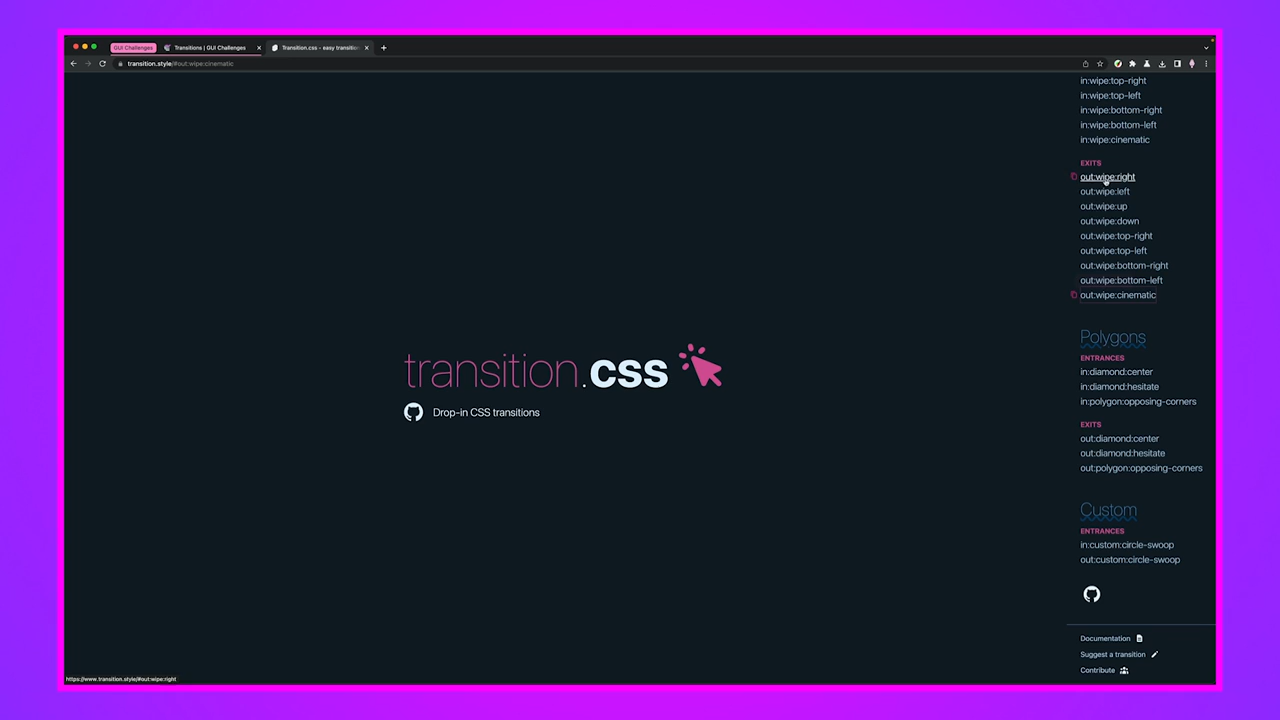 GUI Challenges
Transitions | GUI Challenges
Transition.css - easy transition
transition.style/#out:wipe:cinematic
in:wipe:top-right
in:wipe:top-left
in:wipe:bottom-right
in:wipe:bottom-left
in:wipe:cinematic
EXITS
out:wipe:right
out:wipe:left
out:wipe:up
out:wipe:down
out:wipe:top-right
out:wipe:top-left
out:wipe:bottom-right
out:wipe:bottom-left
out:wipe:cinematic
Polygons
ENTRANCES
in:diamond:center
in:diamond:hesitate
in:polygon:opposing-corners
EXITS
out:diamond:center
out:diamond:hesitate
out:polygon:opposing-corners
Custom
ENTRANCES
in:custom:circle-swoop
out:custom:circle-swoop
transition.css
Drop-in CSS transitions
Documentation
Suggest a transition
Contribute
https://www.transition.style/#out:wipe:right